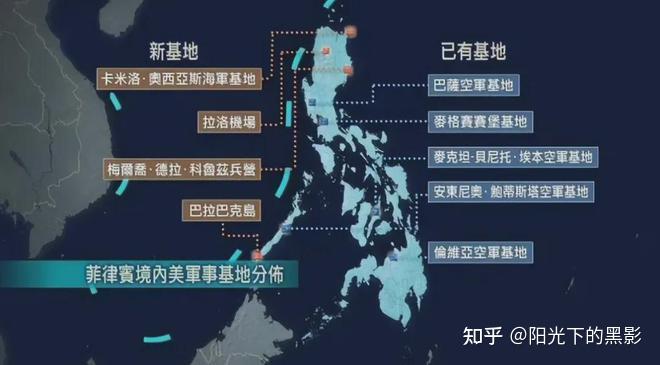 新基地
卡米洛·奧西亞斯海軍基地
拉洛機場
梅爾喬·德拉·科魯茲兵營
巴拉巴克島
已有基地
巴薩空軍基地
麥格賽賽堡基地
麥克坦-貝尼托·埃本空軍基地
安東尼奧·鮑蒂斯塔空軍基地
倫維亞空軍基地
菲律賓境內美軍事基地分佈
知乎 @阳光下的黑影